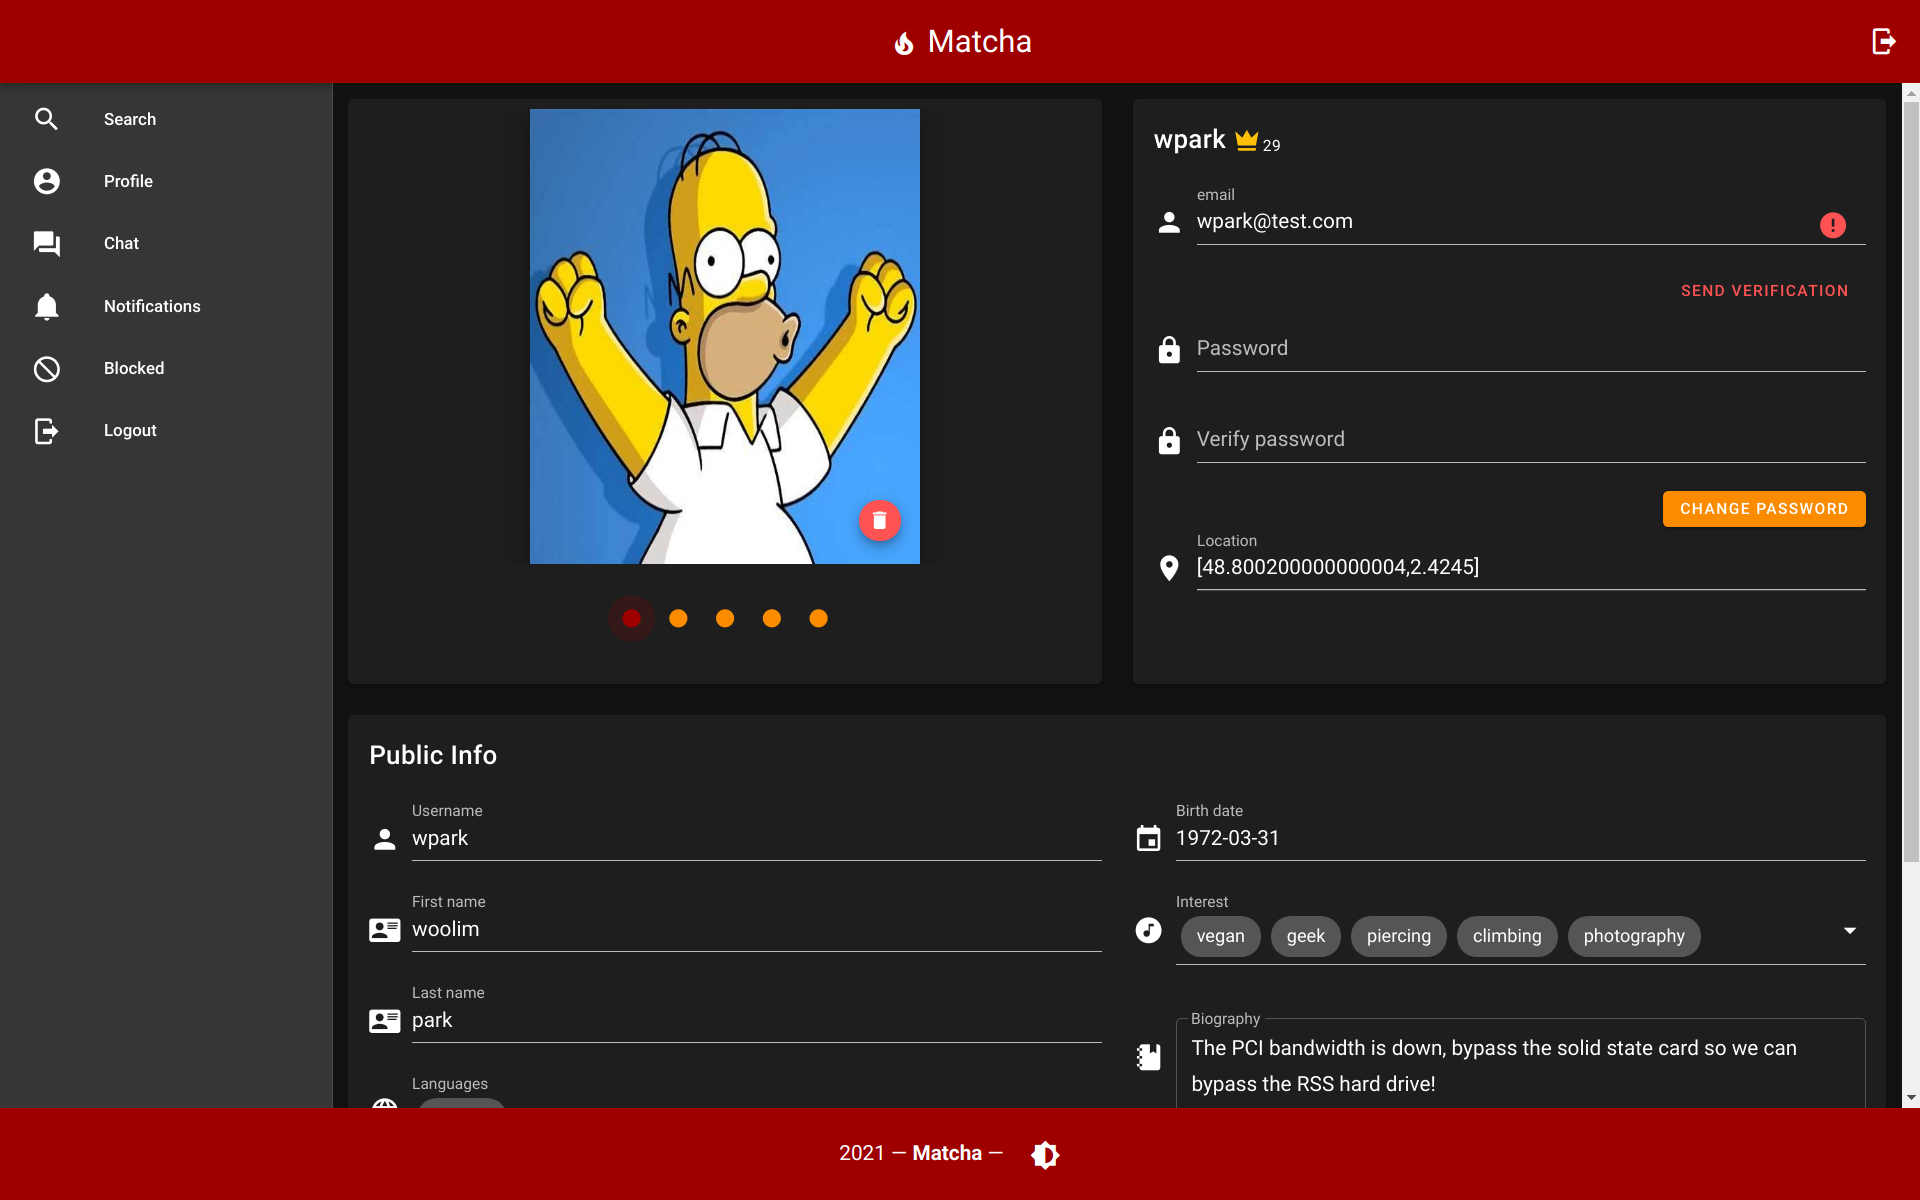 Matcha
Search
Profile
Chat
Notifications
Blocked
Logout
wpark 29
email
wpark@test.com
SEND VERIFICATION
Password
Verify password
CHANGE PASSWORD
Location
[48.800200000000004,2.4245]
Public Info
Username
wpark
First name
woolim
Last name
park
Languages
Birth date
1972-03-31
Interest
vegan geek piercing climbing photography
Biography
The PCI bandwidth is down, bypass the solid state card so we can
bypass the RSS hard drive!
2021 — Matcha —